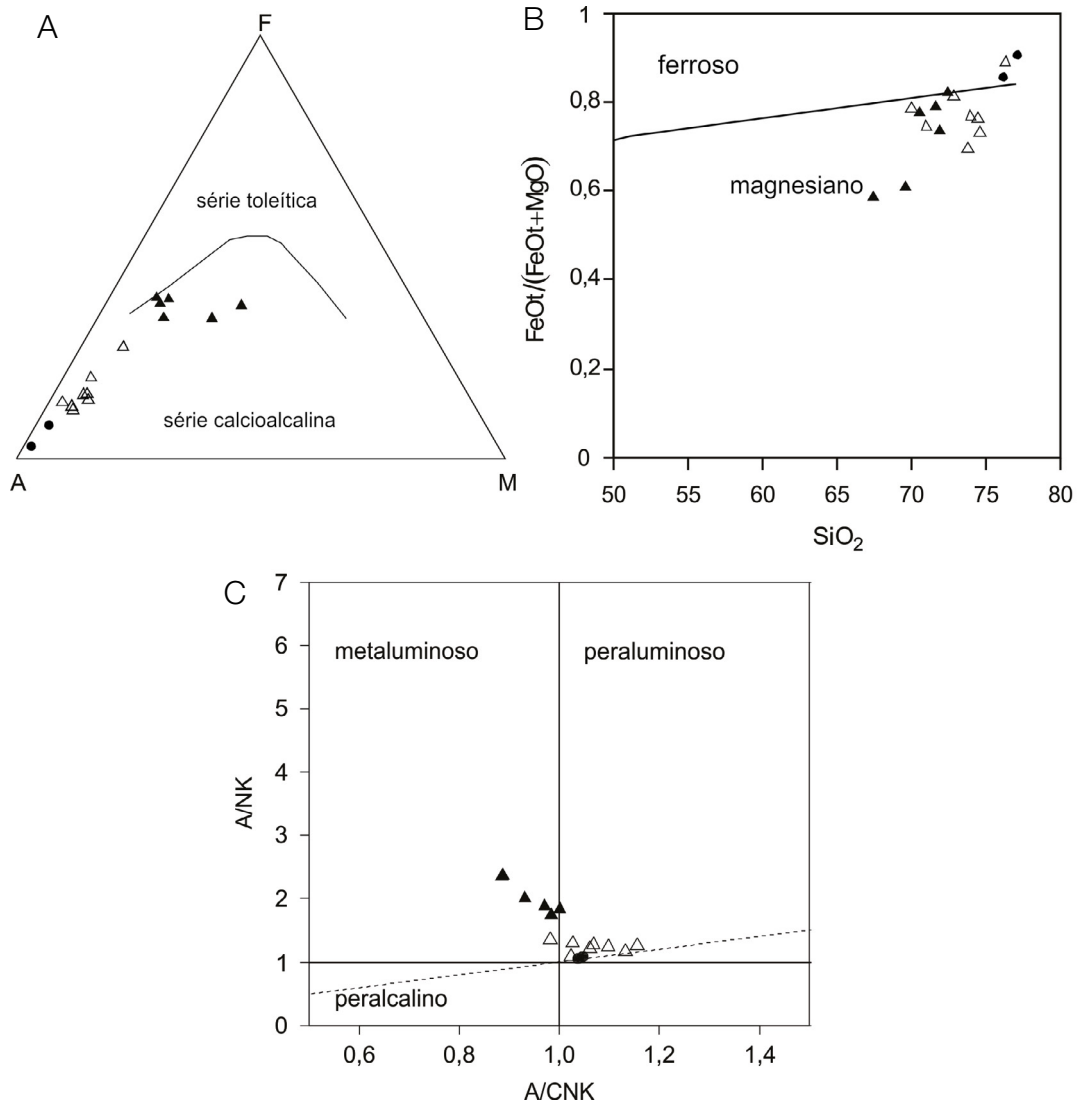 A
F
série toleítica
série calcioalcalina
A
M
B
1
0,8
0,6
0,4
0,2
0
FeOt/(FeOt+MgO)
ferroso
magnesiano
50
55
60
65
70
75
80
SiO₂
C
7
6
5
4
3
2
1
0
A/NK
metaluminoso
peraluminoso
peralcalino
0,6
0,8
1,0
1,2
1,4
A/CNK